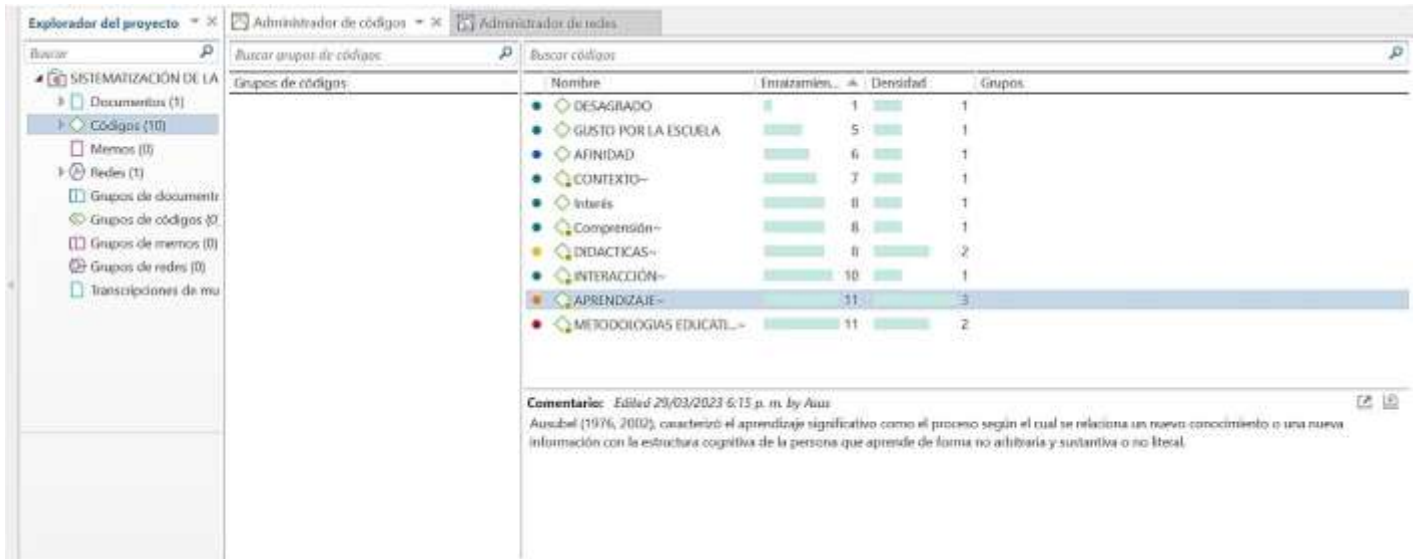 Explorador del proyecto
Administrador de códigos
Administrador de redes
Buscar
Buscar grupos de códigos
Buscar códigos
SISTEMATIZACIÓN DE LA
Documentos (1)
Códigos (10)
Memos (0)
Redes (1)
Grupos de documento
Grupos de códigos (0
Grupos de memos (0)
Grupos de redes (0)
Transcripciones de mu
Grupos de códigos
Nombre Enraizamien... Densidad Grupos
DESAGRADO 1 1
GUSTO POR LA ESCUELA 5 1
AFINIDAD 6 1
CONTEXTO~ 7 1
Interés 8 1
Comprensión~ 8 1
DIDACTICAS~ 8 2
INTERACCIÓN~ 10 1
APRENDIZAJE~ 11 3
METODOLOGIAS EDUCATI...~ 11 2
Comentario: Edited 29/03/2023 6:15 p. m. by Asus
Ausubel (1976, 2002), caracterizó el aprendizaje significativo como el proceso según el cual se relaciona un nuevo conocimiento o una nueva
información con la estructura cognitiva de la persona que aprende de forma no arbitraria y sustantiva o no literal.